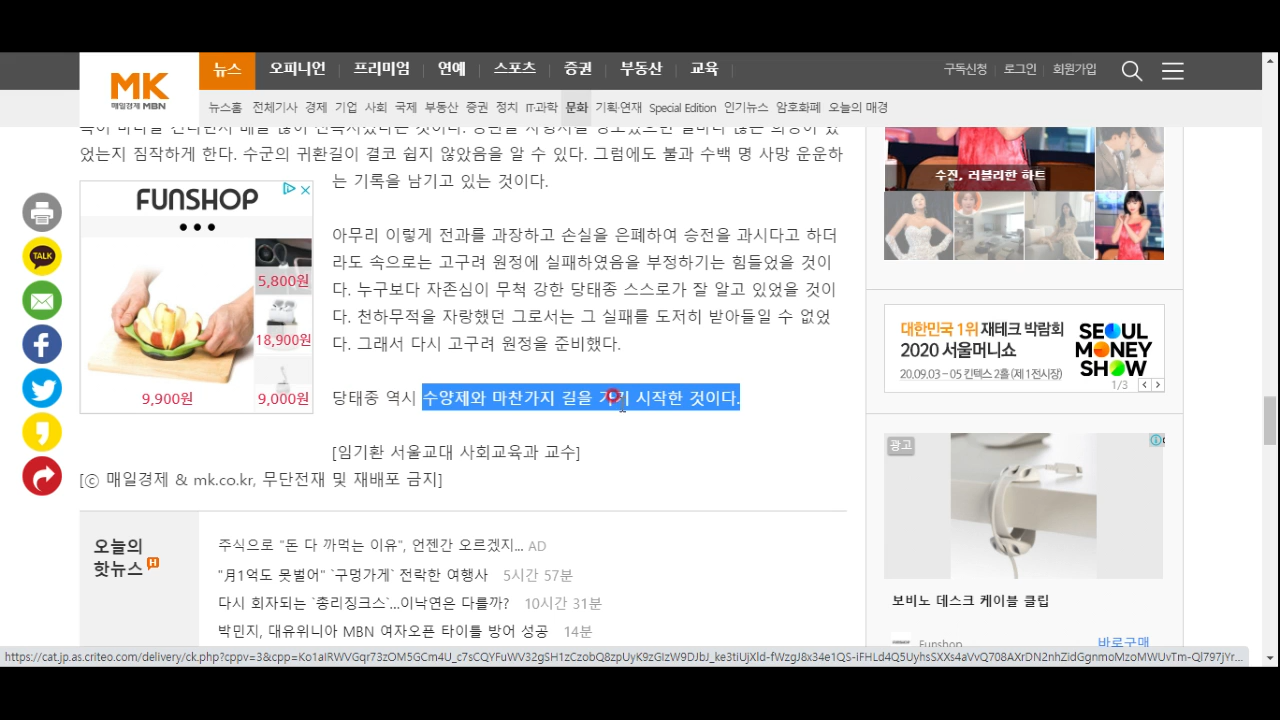 MK
매일경제 MBN
뉴스 오피니언 프리미엄 연예 스포츠 증권 부동산 교육
구독신청 로그인 회원가입
뉴스홈 전체기사 경제 기업 사회 국제 부동산 증권 정치 IT·과학 문화 기획·연재 Special Edition 인기뉴스 암호화폐 오늘의 매경
었는지 짐작하게 한다. 수군의 귀환길이 결코 쉽지 않았음을 알 수 있다. 그럼에도 불과 수백 명 사망 운운하
는 기록을 남기고 있는 것이다.
FUNSHOP
5,800원
18,900원
9,900원
9,000원
TALK
아무리 이렇게 전과를 과장하고 손실을 은폐하여 승전을 과시다고 하더
라도 속으로는 고구려 원정에 실패하였음을 부정하기는 힘들었을 것이
다. 누구보다 자존심이 무척 강한 당태종 스스로가 잘 알고 있었을 것이
다. 천하무적을 자랑했던 그로서는 그 실패를 도저히 받아들일 수 없었
다. 그래서 다시 고구려 원정을 준비했다.
당태종 역시 수양제와 마찬가지 길을 가기 시작한 것이다.
[임기환 서울교대 사회교육과 교수]
[ⓒ 매일경제 & mk.co.kr, 무단전재 및 재배포 금지]
오늘의
핫뉴스 H
주식으로 "돈 다 까먹는 이유", 언젠간 오르겠지... AD
"月1억도 못벌어" `구멍가게` 전락한 여행사 5시간 57분
다시 회자되는 `총리징크스`...이낙연은 다를까? 10시간 31분
박민지, 대유위니아 MBN 여자오픈 타이틀 방어 성공 14분
수진, 러블리한 하트
대한민국 1위 재테크 박람회
2020 서울머니쇼
20.09.03 – 05 킨텍스 2홀 (제 1전시장)
SEOUL
MONEY
SHOW
1/3
광고
보비노 데스크 케이블 클립
Funshop
바로구매